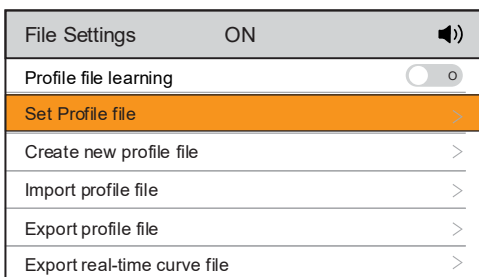 File Settings ON
Profile file learning
Set Profile file
Create new profile file
Import profile file
Export profile file
Export real-time curve file